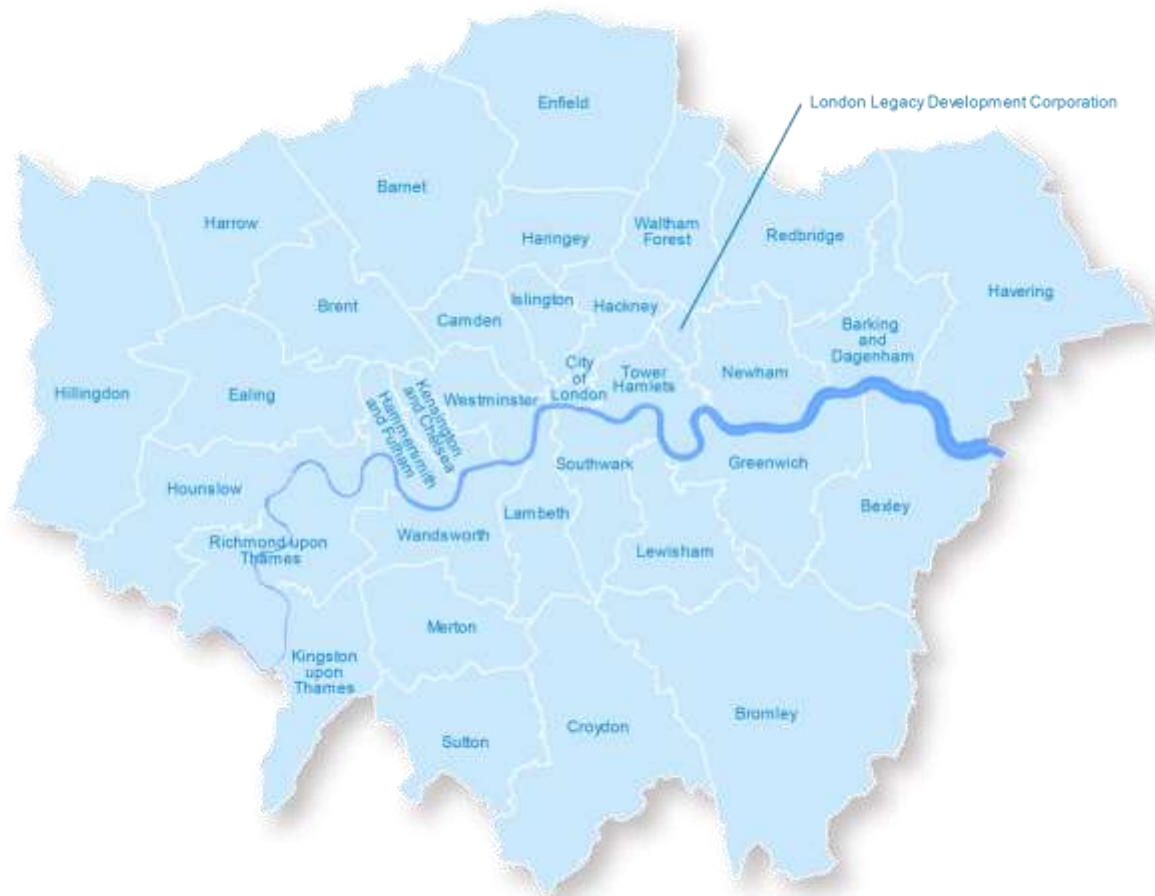 Enfield
London Legacy Development Corporation
Barnet
Harrow
Waltham
Forest
Haringey
Redbridge
Havering
Islington
Hackney
Brent
Camden
Barking
and
Dagenham
City
of
London
Tower
Hamlets
Newham
Hillingdon
Ealing
Kensington
and Chelsea
Hammersmith
and Fulham
Westminster
Hounslow
Southwark
Greenwich
Bexley
Lambeth
Wandsworth
Richmond upon
Thames
Lewisham
Merton
Kingston
upon
Thames
Bromley
Croydon
Sutton